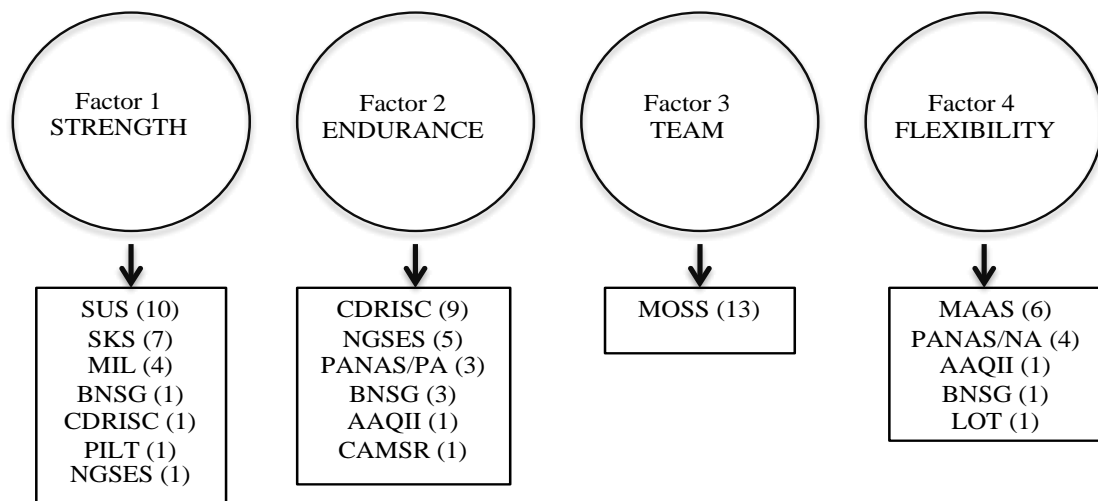 Factor 1
STRENGTH
Factor 2
ENDURANCE
Factor 3
TEAM
Factor 4
FLEXIBILITY
SUS (10)
SKS (7)
MIL (4)
BNSG (1)
CDRISC (1)
PILT (1)
NGSES (1)
CDRISC (9)
NGSES (5)
PANAS/PA (3)
BNSG (3)
AAQII (1)
CAMSR (1)
MOSS (13)
MAAS (6)
PANAS/NA (4)
AAQII (1)
BNSG (1)
LOT (1)